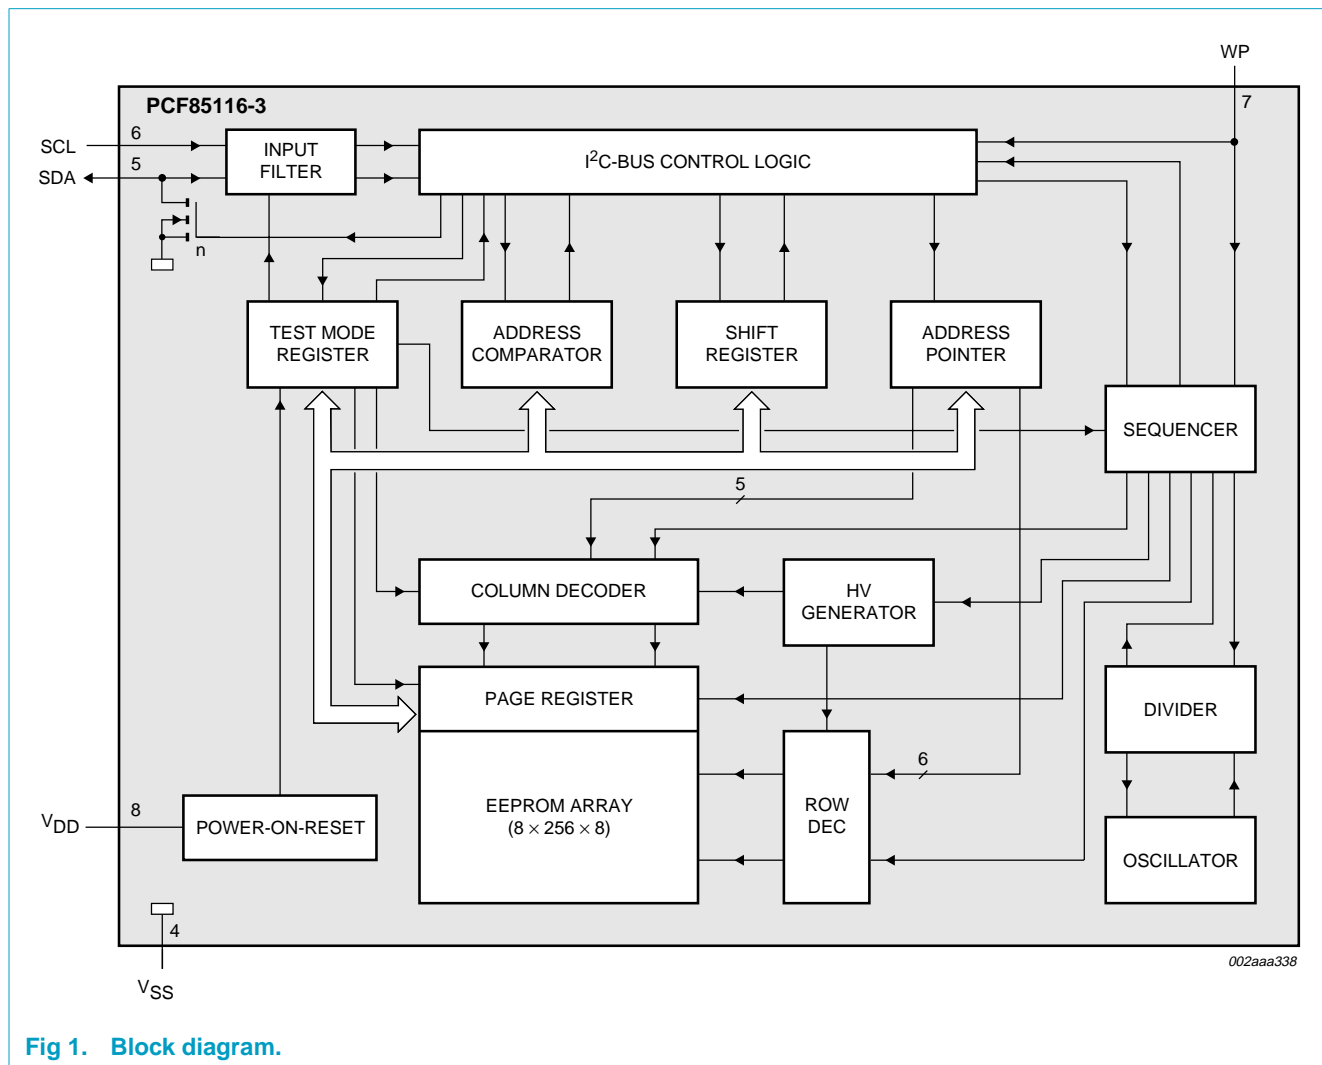 WP
7
PCF85116-3
SCL
6
SDA
5
INPUT
FILTER
I²C-BUS CONTROL LOGIC
n
TEST MODE
REGISTER
ADDRESS
COMPARATOR
SHIFT
REGISTER
ADDRESS
POINTER
SEQUENCER
5
COLUMN DECODER
HV
GENERATOR
PAGE REGISTER
DIVIDER
6
EEPROM ARRAY
(8 × 256 × 8)
ROW
DEC
VDD
8
POWER-ON-RESET
OSCILLATOR
4
VSS
002aaa338
Fig 1. Block diagram.